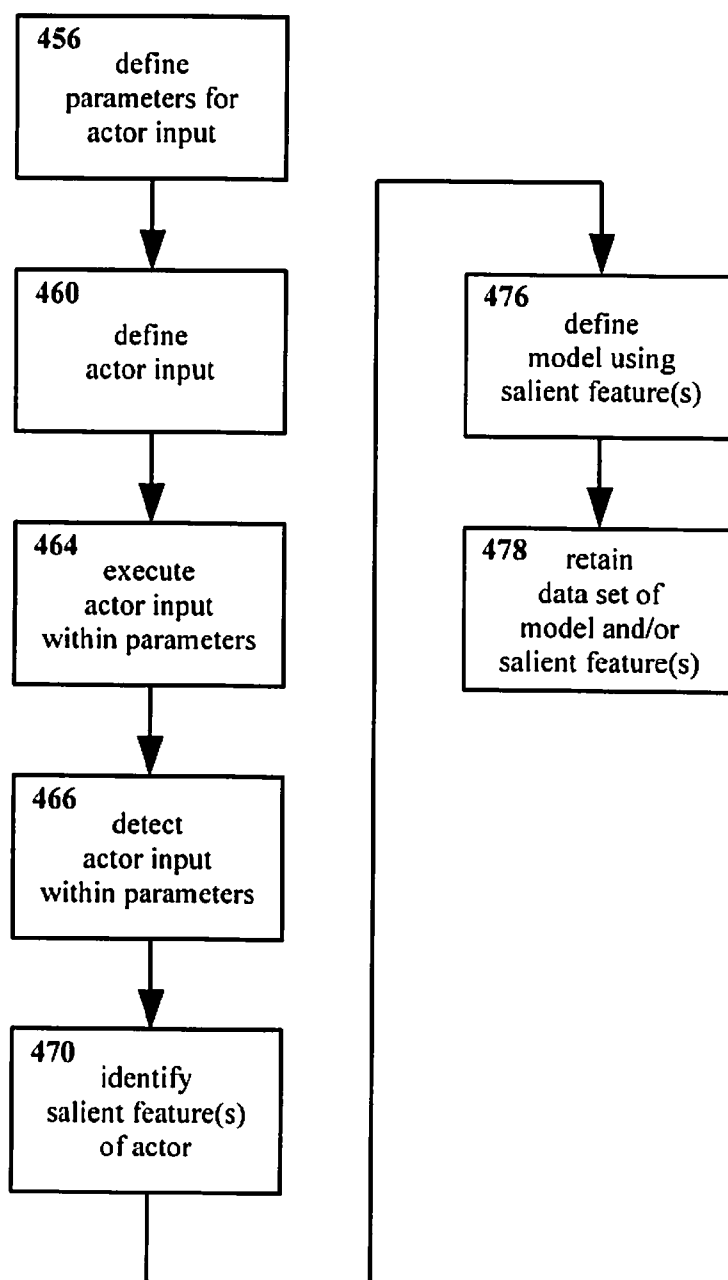 456
define
parameters for
actor input
460
define
actor input
464
execute
actor input
within parameters
466
detect
actor input
within parameters
470
identify
salient feature(s)
of actor
476
define
model using
salient feature(s)
478 retain
data set of
model and/or
salient feature(s)